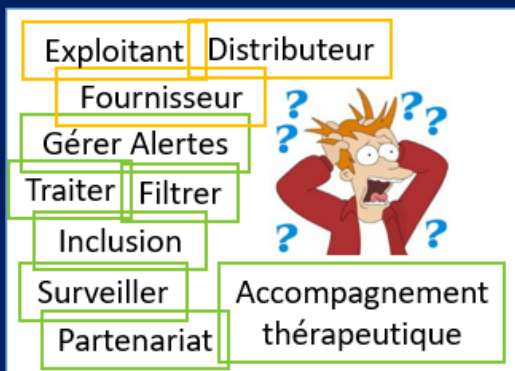 Exploitant Distributeur
Fournisseur
? ? ?
Gérer Alertes ?
Traiter Filtrer
Inclusion
? ?
Surveiller Accompagnement
thérapeutique
Partenariat